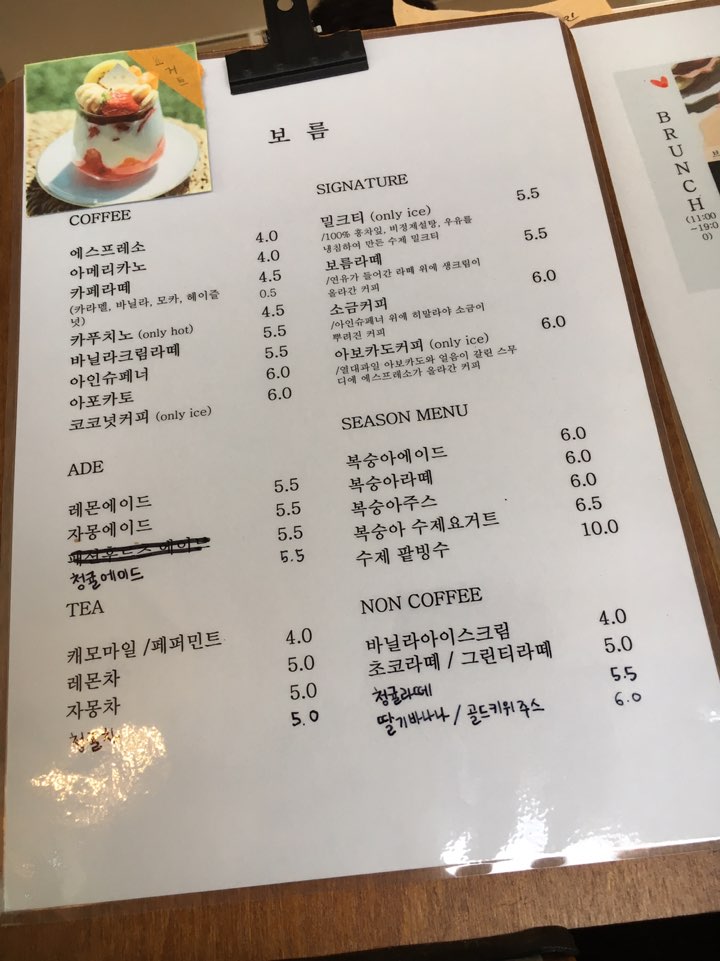 보 름
COFFEE
에스프레소 4.0
아메리카노 4.0
카페라떼 4.5
(카라멜, 바닐라, 모카, 헤이즐 0.5
넛)
카푸치노 (only hot) 4.5
바닐라크림라떼 5.5
아인슈페너 5.5
아포카토 6.0
코코넛커피 (only ice) 6.0
ADE
레몬에이드 5.5
자몽에이드 5.5
5.5
청귤에이드 5.5
TEA
캐모마일 /페퍼민트 4.0
레몬차 5.0
자몽차 5.0
청귤차 5.0
SIGNATURE
밀크티 (only ice) 5.5
/100% 홍차잎, 비정제설탕, 우유를
냉침하여 만든 수제 밀크티
보름라떼 5.5
/연유가 들어간 라떼 위에 생크림이
올라간 커피
소금커피 6.0
/아인슈페너 위에 히말라야 소금이
뿌려진 커피
아보카도커피 (only ice) 6.0
/열대과일 아보카도와 얼음이 갈린 스무
디에 에스프레소가 올라간 커피
SEASON MENU
복숭아에이드 6.0
복숭아라떼 6.0
복숭아주스 6.0
복숭아 수제요거트 6.5
수제 팥빙수 10.0
NON COFFEE
바닐라아이스크림 4.0
초코라떼 / 그린티라떼 5.0
청귤라떼 5.5
딸기바나나 / 골드키위주스 6.0
BRUNCH
(11:00
~19:0
0)